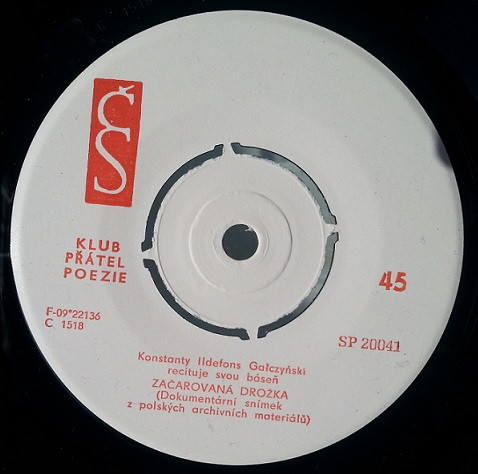 ČS
KLUB
PŘÁTEL
POEZIE
45
F-09*22136
C 1518
SP 20041
Konstanty Ildefons Gałczyński
recituje svou báseň
ZAČAROVANÁ DROŽKA
(Dokumentární snímek
z polských archivních materiálů)